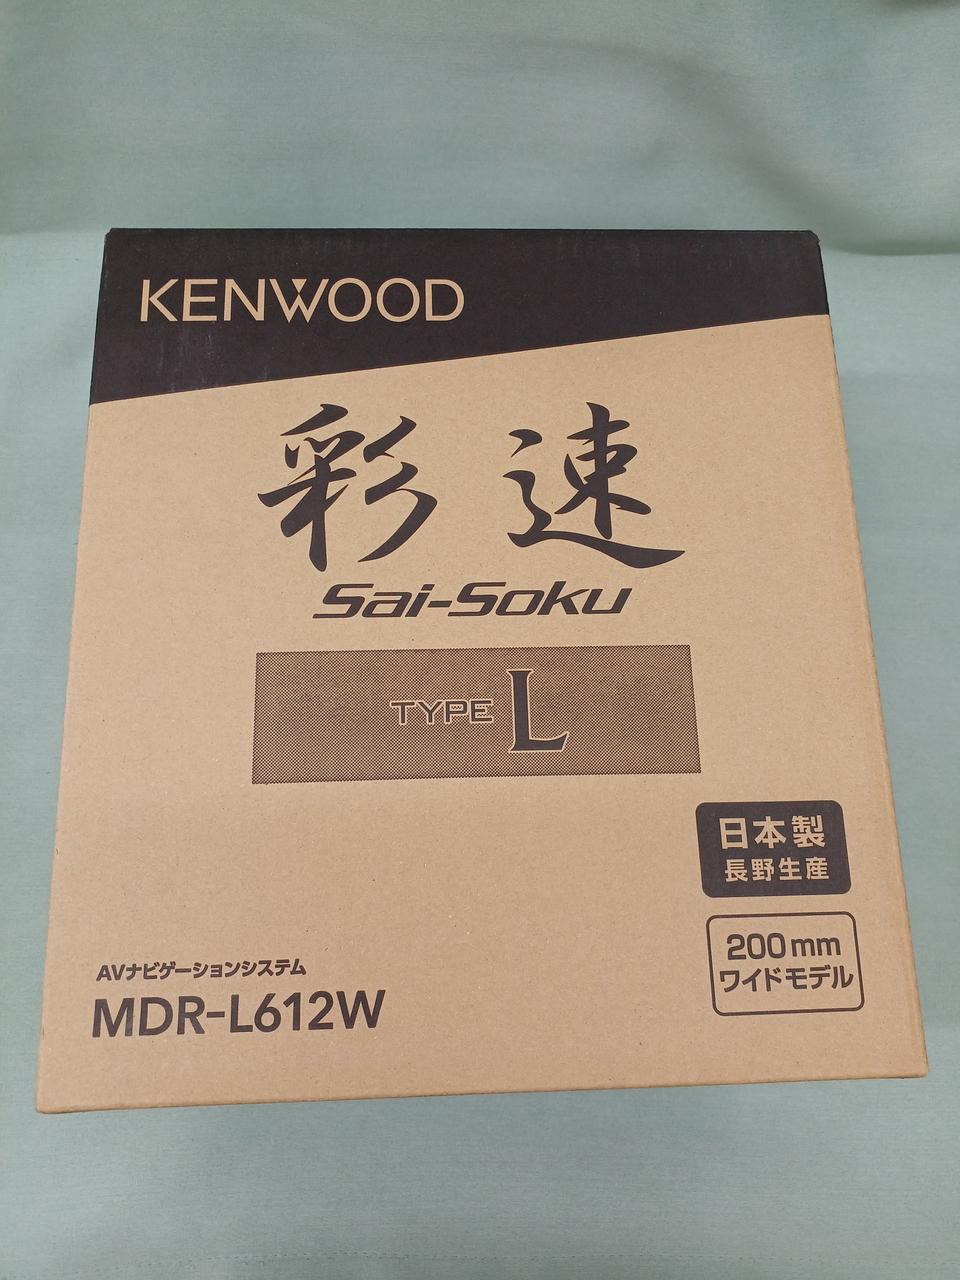 KENWOOD
彩速
Sai-Soku
TYPE L
日本製
長野生産
200mm
ワイドモデル
AVナビゲーションシステム
MDR-L612W